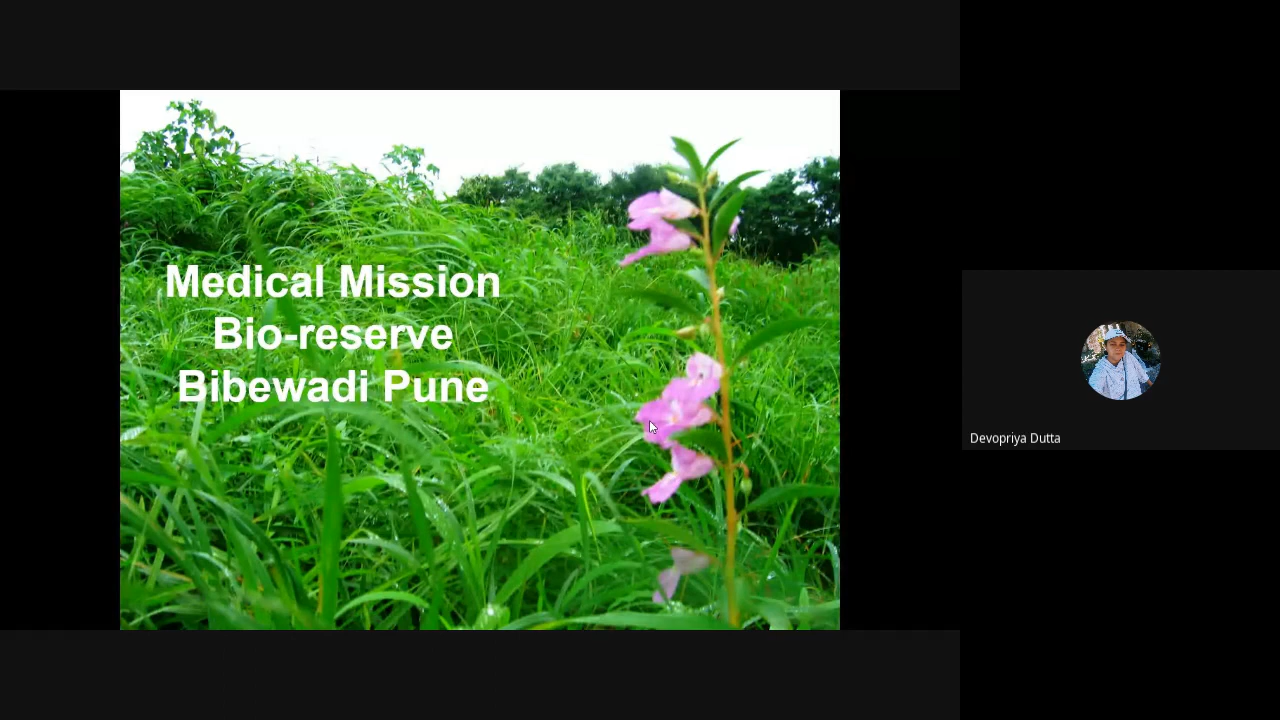 Medical Mission
Bio-reserve
Bibewadi Pune
Devopriya Dutta